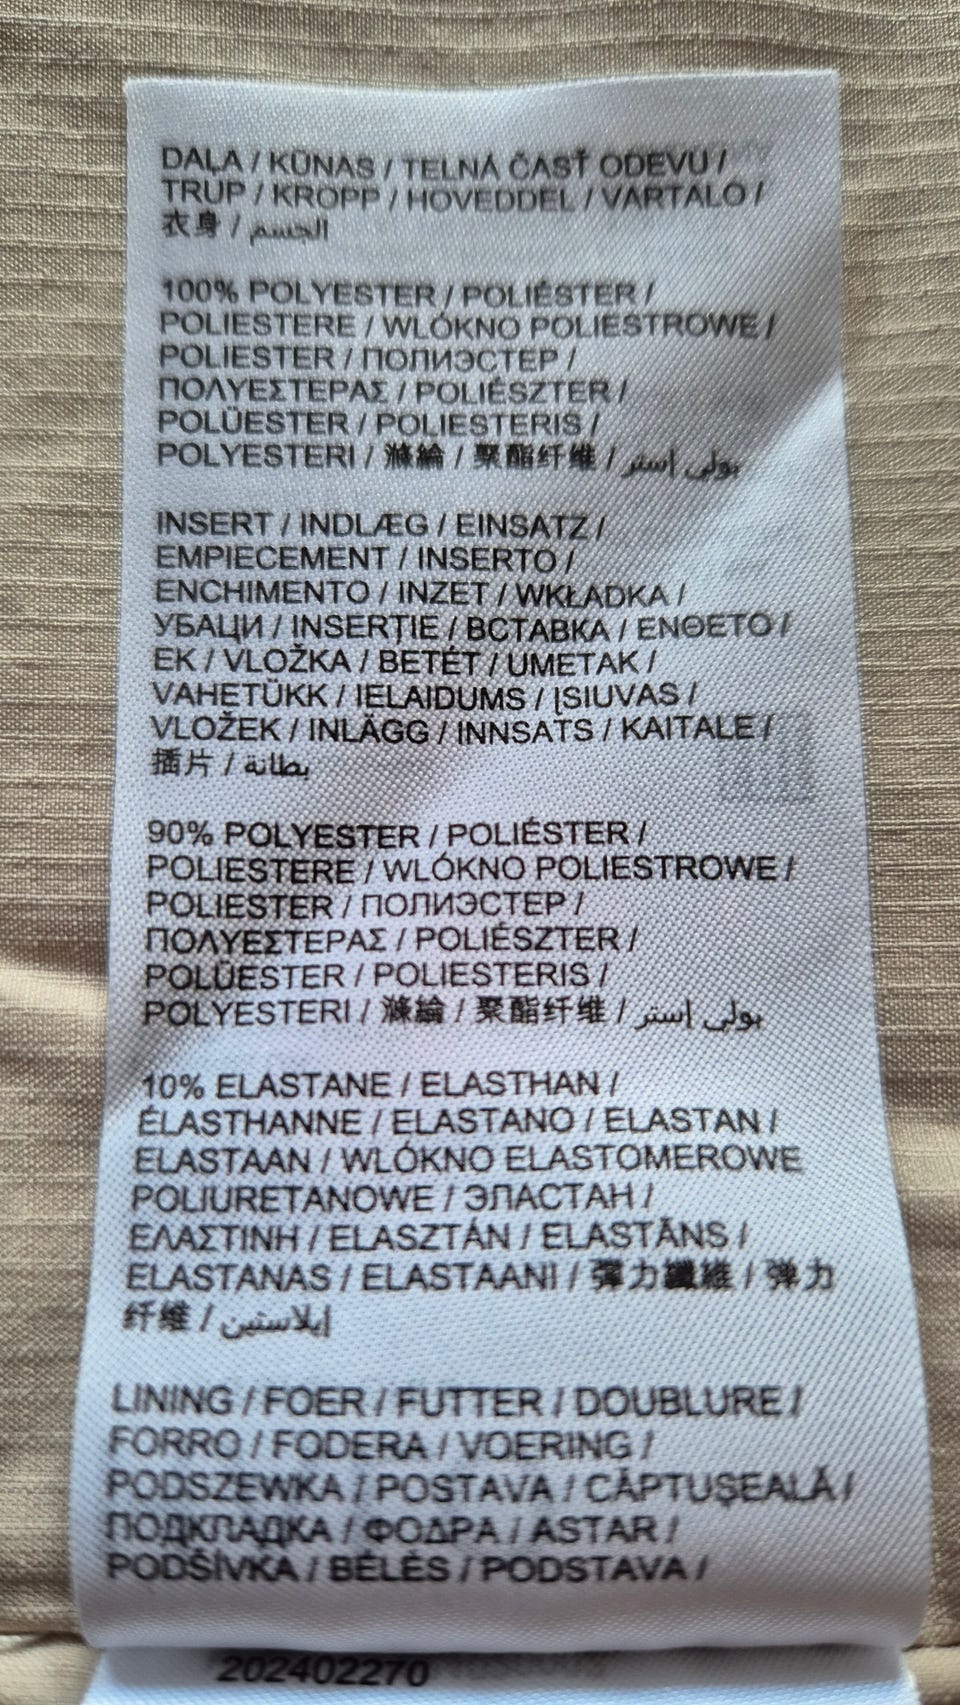 DAĻA / KŪNAS / TELNÁ ČASŤ ODEVU /
TRUP / KROPP / HOVEDDEL / VARTALO /
衣身 / الجسم
100% POLYESTER / POLIÉSTER /
POLIESTERE / WLÓKNO POLIESTROWE /
POLIESTER / ПОЛИЭСТЕР /
ΠΟΛΥΕΣΤΕΡΑΣ / POLIÉSZTER /
POLÜESTER / POLIESTERIS /
POLYESTERI / 滌綸 / 聚酯纤维 / بولي إستر
INSERT / INDLÆG / EINSATZ /
EMPIECEMENT / INSERTO /
ENCHIMENTO / INZET / WKŁADKA /
УБАЦИ / INSERȚIE / ВСТАВКА / ΕΝΘΕΤΟ /
EK / VLOŽKA / BETÉT / UMETAK /
VAHETÜKK / IELAIDUMS / ĮSIUVAS /
VLOŽEK / INLÄGG / INNSATS / KAITALE /
插片 / بطانة
90% POLYESTER / POLIÉSTER /
POLIESTERE / WLÓKNO POLIESTROWE /
POLIESTER / ПОЛИЭСТЕР /
ΠΟΛΥΕΣΤΕΡΑΣ / POLIÉSZTER /
POLÜESTER / POLIESTERIS /
POLYESTERI / 滌綸 / 聚酯纤维 / بولي إستر
10% ELASTANE / ELASTHAN /
ÉLASTHANNE / ELASTANO / ELASTAN /
ELASTAAN / WLÓKNO ELASTOMEROWE
POLIURETANOWE / ЭЛАСТАН /
ΕΛΑΣΤΙΝΗ / ELASZTÁN / ELASTĀNS /
ELASTANAS / ELASTAANI / 彈力纖維 / 弹力
纤维 / إيلاستين
LINING / FOER / FUTTER / DOUBLURE /
FORRO / FODERA / VOERING /
PODSZEWKA / POSTAVA / CĂPTUȘEALĂ /
ПОДКЛАДКА / ΦΟΔΡΑ / ASTAR /
PODŠÍVKA / BÉLÉS / PODSTAVA /
202402270